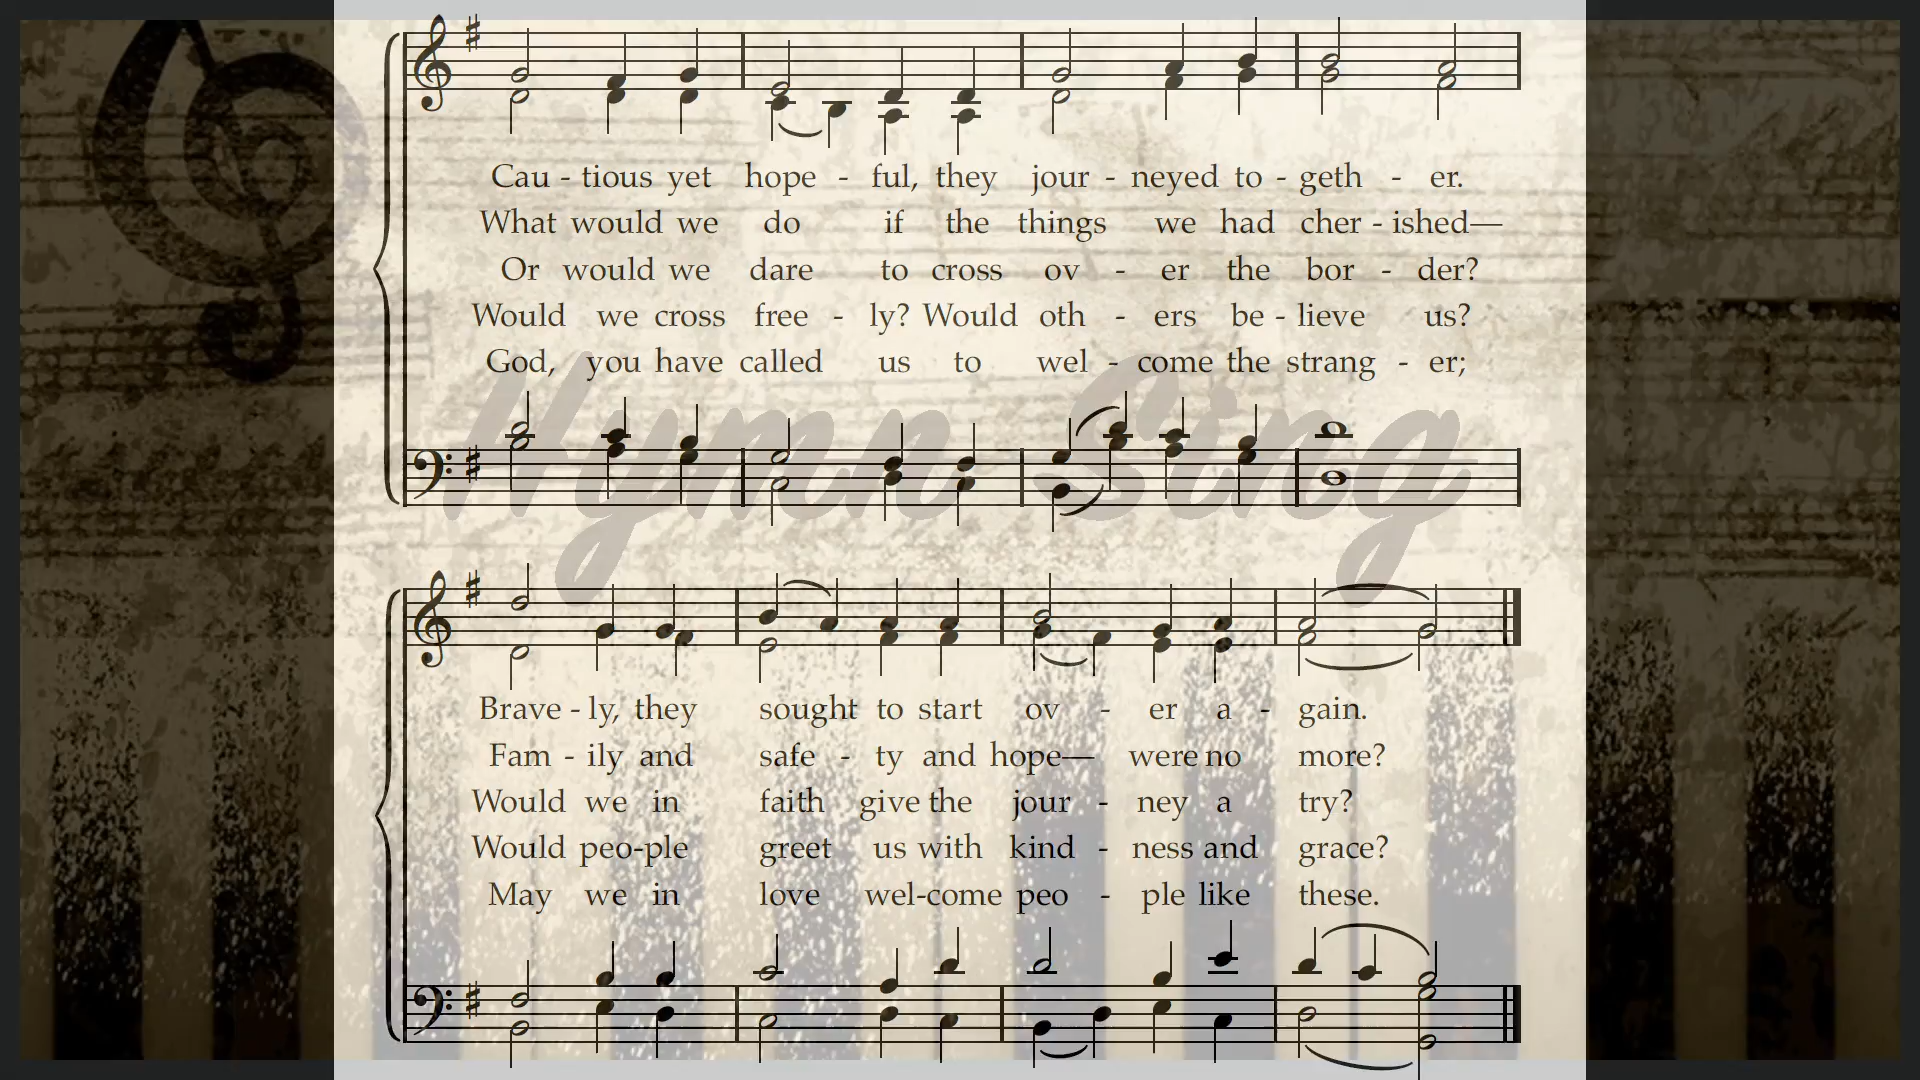 Cau - tious yet hope - ful, they jour - neyed to - geth - er.
What would we do if the things we had cher - ished—
Or would we dare to cross ov - er the bor - der?
Would we cross free - ly? Would oth - ers be - lieve us?
God, you have called us to wel - come the strang - er;
Hymn Sing
Brave - ly, they sought to start ov - er a - gain.
Fam - ily and safe - ty and hope— were no more?
Would we in faith give the jour - ney a try?
Would peo-ple greet us with kind - ness and grace?
May we in love wel-come peo - ple like these.